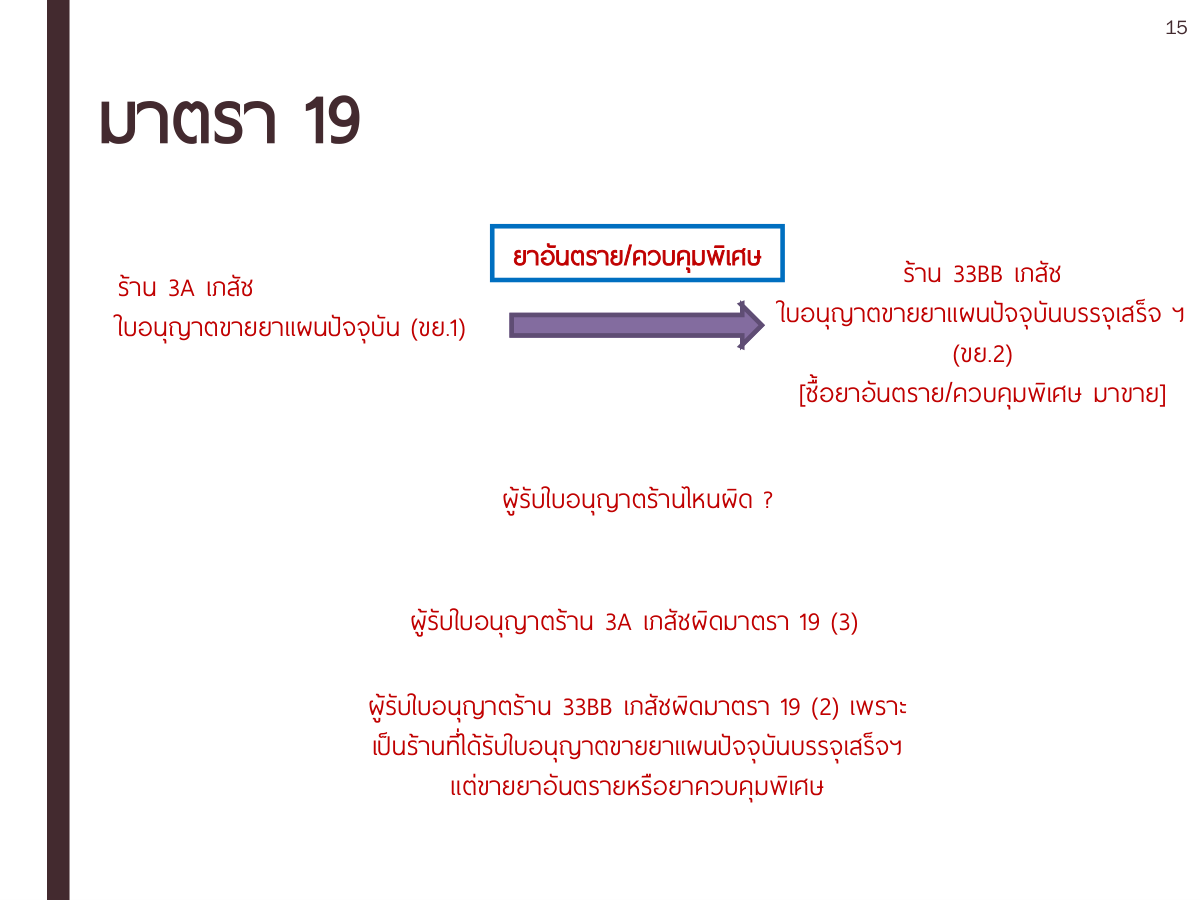 15
มาตรา 19
ยาอันตราย/ควบคุมพิเศษ
ร้าน 3A เภสัช
ใบอนุญาตขายยาแผนปัจจุบัน (ขย.1)
ร้าน 33BB เภสัช
ใบอนุญาตขายยาแผนปัจจุบันบรรจุเสร็จ ฯ
(ขย.2)
[ซื้อยาอันตราย/ควบคุมพิเศษ มาขาย]
ผู้รับใบอนุญาตร้านไหนผิด ?
ผู้รับใบอนุญาตร้าน 3A เภสัชผิดมาตรา 19 (3)
ผู้รับใบอนุญาตร้าน 33BB เภสัชผิดมาตรา 19 (2) เพราะ
เป็นร้านที่ได้รับใบอนุญาตขายยาแผนปัจจุบันบรรจุเสร็จฯ
แต่ขายยาอันตรายหรือยาควบคุมพิเศษ